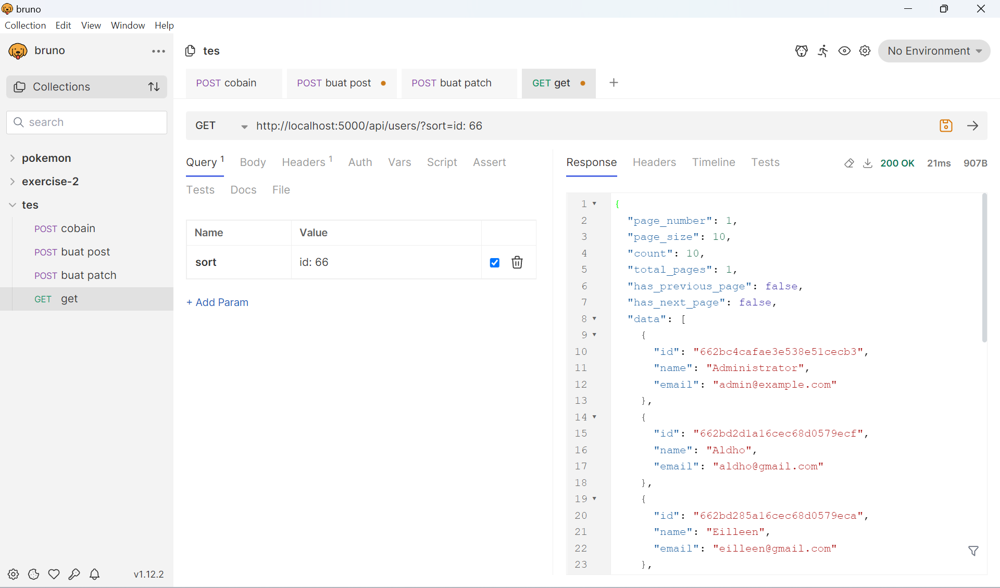 bruno
Collection Edit View Window Help
bruno
tes
No Environment
Collections
POST cobain
POST buat post
POST buat patch
GET get
search
GET
http://localhost:5000/api/users/?sort=id: 66
pokemon
exercise-2
tes
POST cobain
POST buat post
POST buat patch
GET get
Query 1 Body Headers 1 Auth Vars Script Assert
Tests Docs File
Name Value
sort id: 66
+ Add Param
Response Headers Timeline Tests
200 OK 21ms 907B
1 {
2 "page_number": 1,
3 "page_size": 10,
4 "count": 10,
5 "total_pages": 1,
6 "has_previous_page": false,
7 "has_next_page": false,
8 "data": [
9 {
10 "id": "662bc4cafae3e538e51cecb3",
11 "name": "Administrator",
12 "email": "admin@example.com"
13 },
14 {
15 "id": "662bd2d1a16cec68d0579ecf",
16 "name": "Aldho",
17 "email": "aldho@gmail.com"
18 },
19 {
20 "id": "662bd285a16cec68d0579eca",
21 "name": "Eilleen",
22 "email": "eilleen@gmail.com"
23 },
v1.12.2